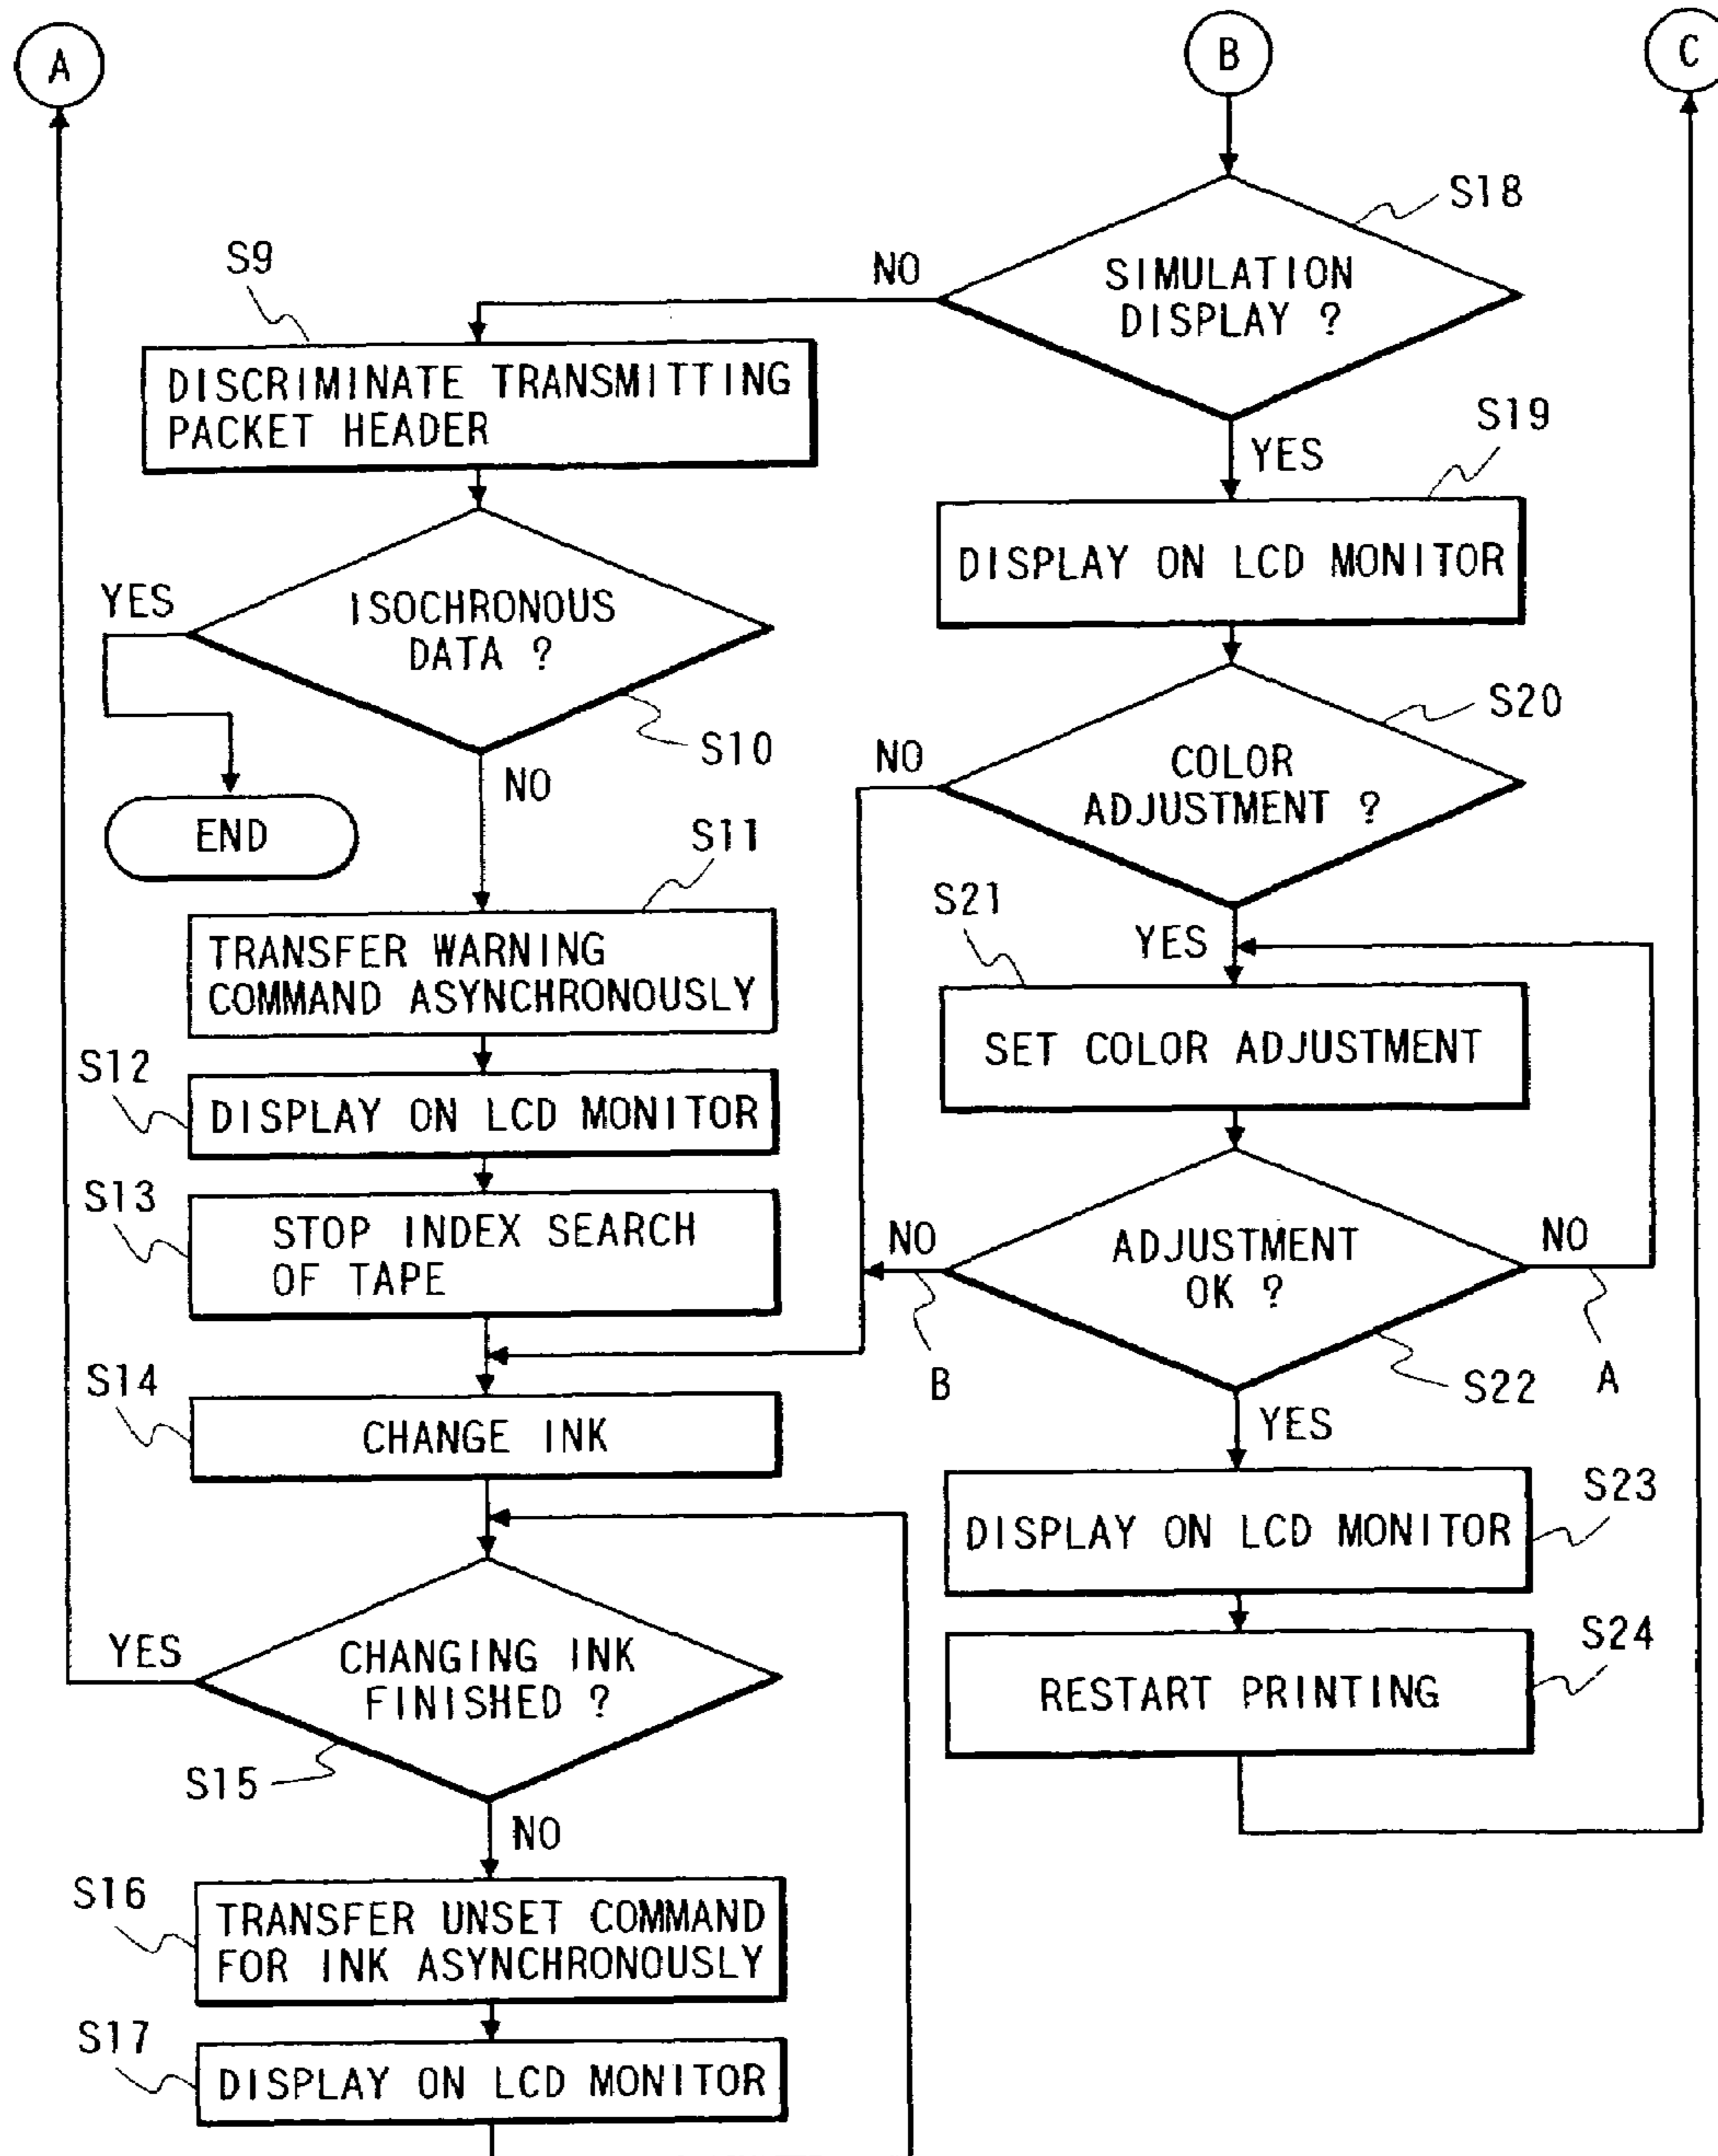 A
B
C
S18
SIMULATION
DISPLAY ?
NO
YES
S9
DISCRIMINATE TRANSMITTING
PACKET HEADER
ISOCHRONOUS
DATA ?
YES
S10
NO
END
S11
TRANSFER WARNING
COMMAND ASYNCHRONOUSLY
S12
DISPLAY ON LCD MONITOR
S13
STOP INDEX SEARCH
OF TAPE
S14
CHANGE INK
CHANGING INK
FINISHED ?
YES
S15
NO
S16
TRANSFER UNSET COMMAND
FOR INK ASYNCHRONOUSLY
S17
DISPLAY ON LCD MONITOR
S19
DISPLAY ON LCD MONITOR
S20
COLOR
ADJUSTMENT ?
NO
YES
S21
SET COLOR ADJUSTMENT
ADJUSTMENT
OK ?
NO
B
NO
A
S22
YES
S23
DISPLAY ON LCD MONITOR
S24
RESTART PRINTING